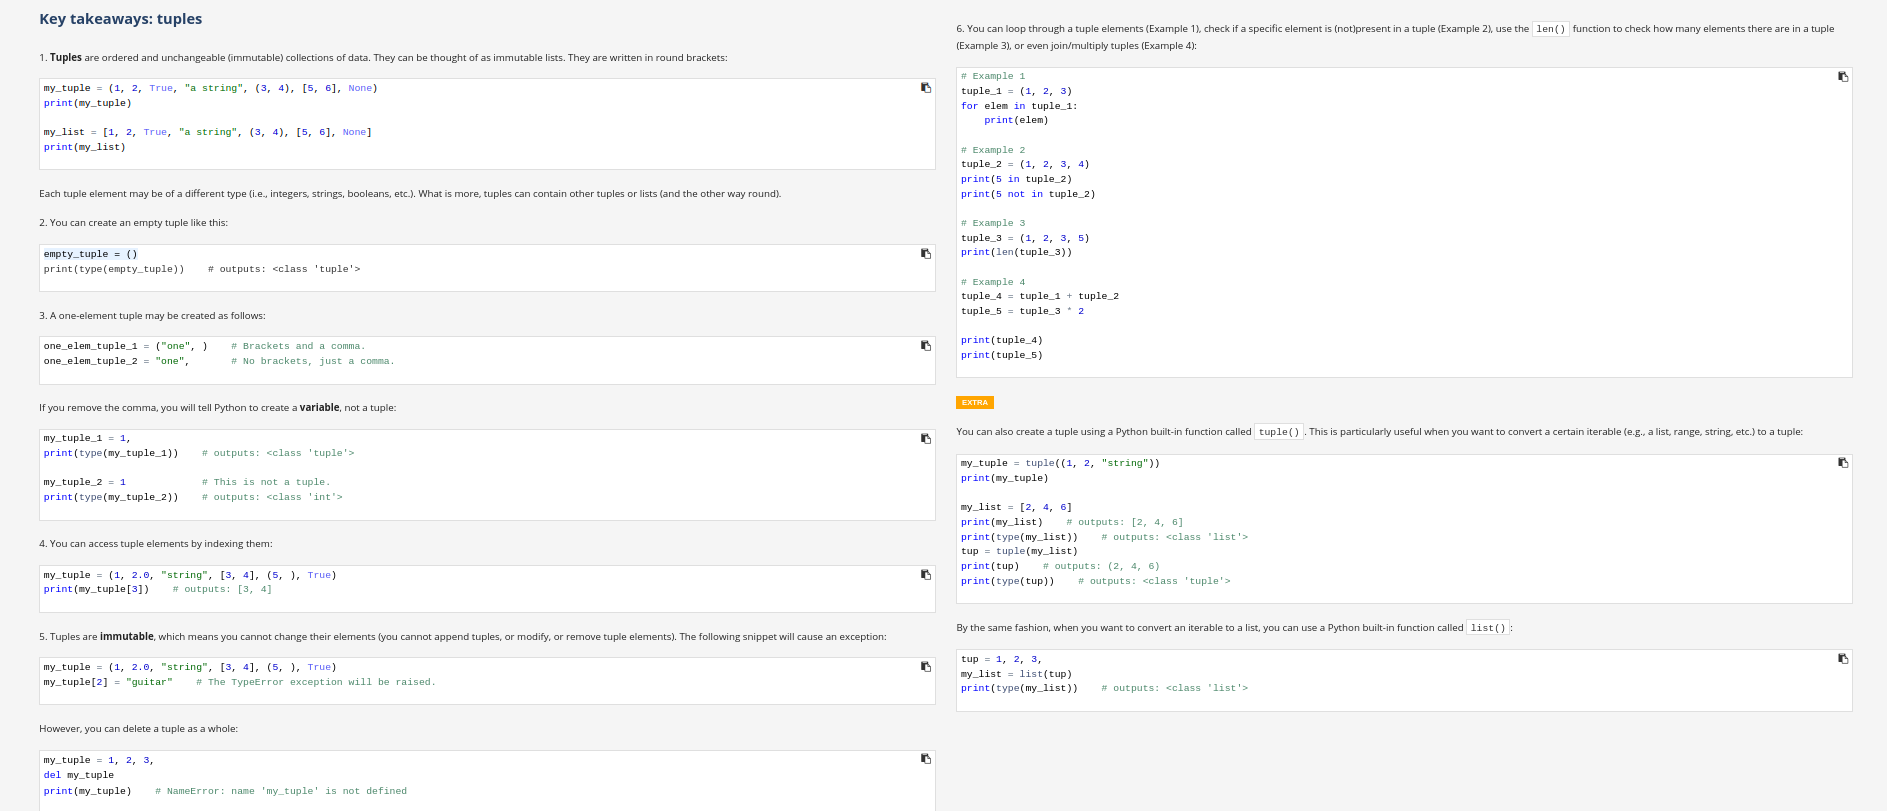 Key takeaways: tuples
1. Tuples are ordered and unchangeable (immutable) collections of data. They can be thought of as immutable lists. They are written in round brackets:
my_tuple = (1, 2, True, "a string", (3, 4), [5, 6], None)
print(my_tuple)
my_list = [1, 2, True, "a string", (3, 4), [5, 6], None]
print(my_list)
Each tuple element may be of a different type (i.e., integers, strings, booleans, etc.). What is more, tuples can contain other tuples or lists (and the other way round).
2. You can create an empty tuple like this:
empty_tuple = ()
print(type(empty_tuple))    # outputs: <class 'tuple'>
3. A one-element tuple may be created as follows:
one_elem_tuple_1 = ("one", )    # Brackets and a comma.
one_elem_tuple_2 = "one",       # No brackets, just a comma.
If you remove the comma, you will tell Python to create a variable, not a tuple:
my_tuple_1 = 1,
print(type(my_tuple_1))    # outputs: <class 'tuple'>
my_tuple_2 = 1             # This is not a tuple.
print(type(my_tuple_2))    # outputs: <class 'int'>
4. You can access tuple elements by indexing them:
my_tuple = (1, 2.0, "string", [3, 4], (5, ), True)
print(my_tuple[3])    # outputs: [3, 4]
5. Tuples are immutable, which means you cannot change their elements (you cannot append tuples, or modify, or remove tuple elements). The following snippet will cause an exception:
my_tuple = (1, 2.0, "string", [3, 4], (5, ), True)
my_tuple[2] = "guitar"    # The TypeError exception will be raised.
However, you can delete a tuple as a whole:
my_tuple = 1, 2, 3,
del my_tuple
print(my_tuple)    # NameError: name 'my_tuple' is not defined
6. You can loop through a tuple elements (Example 1), check if a specific element is (not)present in a tuple (Example 2), use the len() function to check how many elements there are in a tuple
(Example 3), or even join/multiply tuples (Example 4):
# Example 1
tuple_1 = (1, 2, 3)
for elem in tuple_1:
    print(elem)
# Example 2
tuple_2 = (1, 2, 3, 4)
print(5 in tuple_2)
print(5 not in tuple_2)
# Example 3
tuple_3 = (1, 2, 3, 5)
print(len(tuple_3))
# Example 4
tuple_4 = tuple_1 + tuple_2
tuple_5 = tuple_3 * 2
print(tuple_4)
print(tuple_5)
EXTRA
You can also create a tuple using a Python built-in function called tuple(). This is particularly useful when you want to convert a certain iterable (e.g., a list, range, string, etc.) to a tuple:
my_tuple = tuple((1, 2, "string"))
print(my_tuple)
my_list = [2, 4, 6]
print(my_list)    # outputs: [2, 4, 6]
print(type(my_list))    # outputs: <class 'list'>
tup = tuple(my_list)
print(tup)    # outputs: (2, 4, 6)
print(type(tup))    # outputs: <class 'tuple'>
By the same fashion, when you want to convert an iterable to a list, you can use a Python built-in function called list():
tup = 1, 2, 3,
my_list = list(tup)
print(type(my_list))    # outputs: <class 'list'>